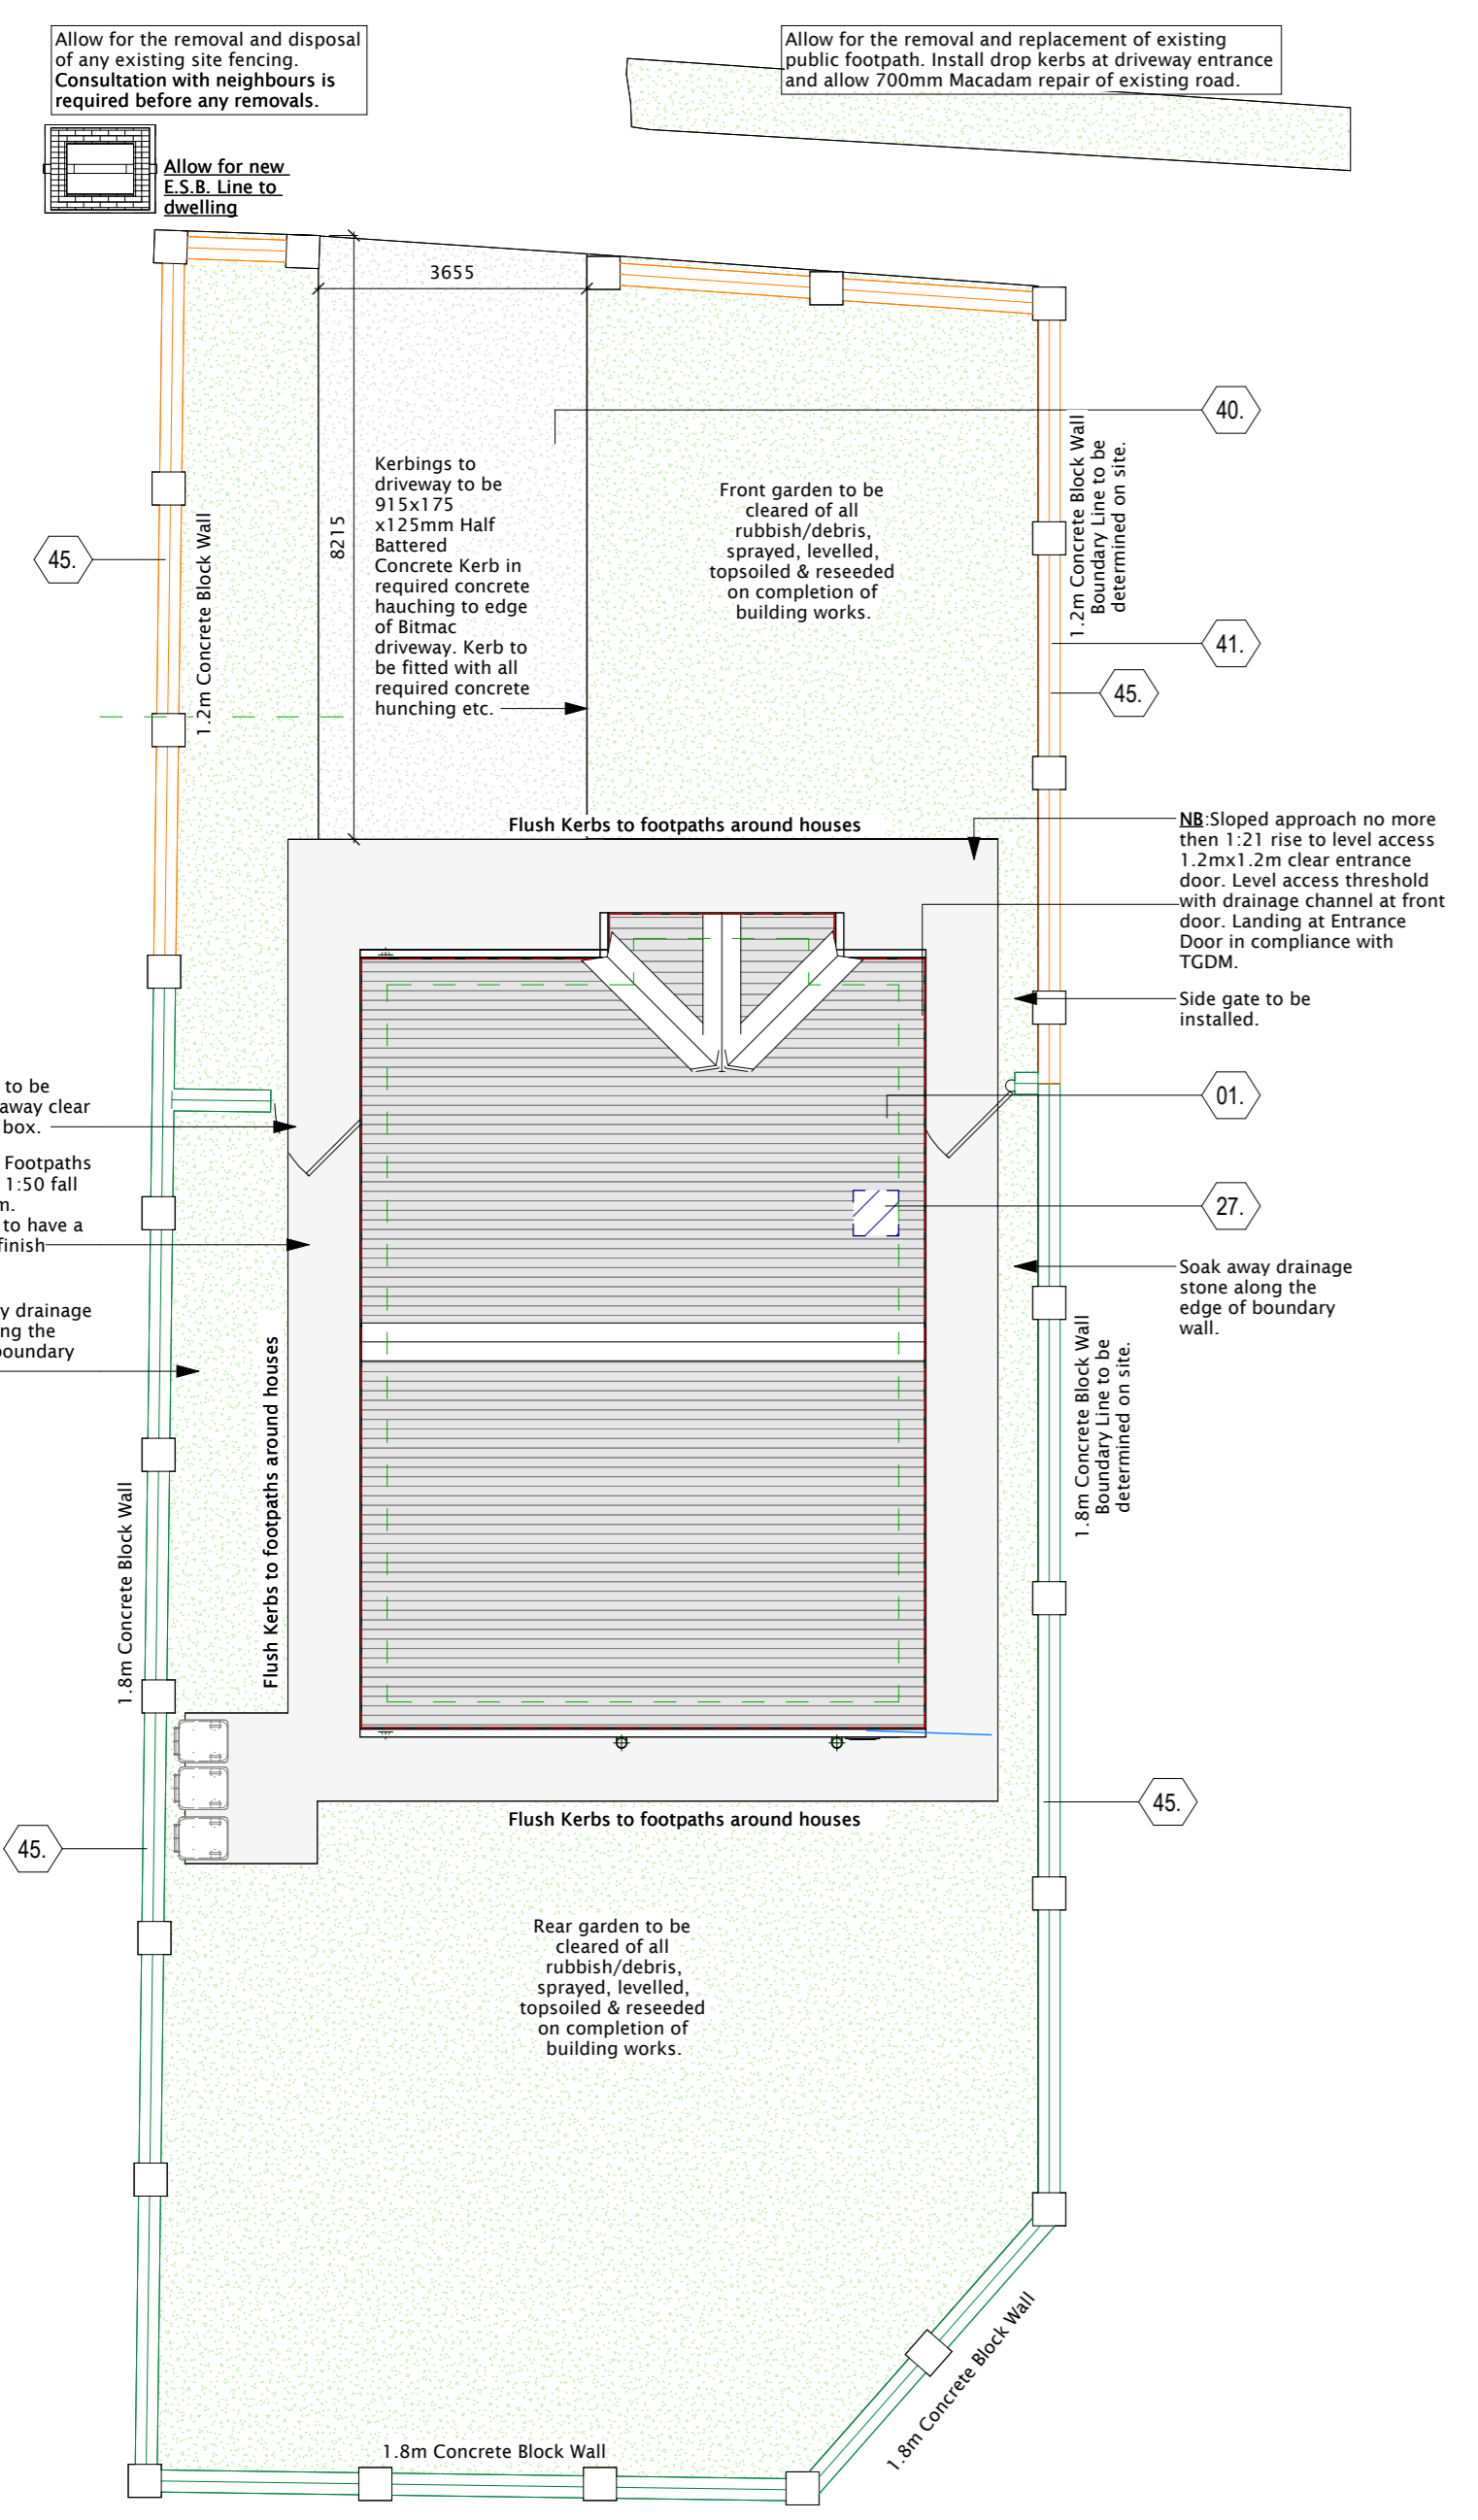 Allow for the removal and disposal
of any existing site fencing.
Consultation with neighbours is
required before any removals.
Allow for the removal and replacement of existing
public footpath. Install drop kerbs at driveway entrance
and allow 700mm Macadam repair of existing road.
Allow for new
E.S.B. Line to
dwelling
3655
8215
40.
Kerbings to
driveway to be
915x175
x125mm Half
Battered
Concrete Kerb in
required concrete
hauching to edge
of Bitmac
driveway. Kerb to
be fitted with all
required concrete
hunching etc.
Front garden to be
cleared of all
rubbish/debris,
sprayed, levelled,
topsoiled & reseeded
on completion of
building works.
1.2m Concrete Block Wall
Boundary Line to be
determined on site.
45.
1.2m Concrete Block Wall
41.
45.
Flush Kerbs to footpaths around houses
NB:Sloped approach no more
then 1:21 rise to level access
1.2mx1.2m clear entrance
door. Level access threshold
with drainage channel at front
door. Landing at Entrance
Door in compliance with
TGDM.
Side gate to be
installed.
to be
away clear
box.
01.
Footpaths
1:50 fall
m.
to have a
finish
27.
Soak away drainage
stone along the
edge of boundary
wall.
y drainage
ng the
boundary
Flush Kerbs to footpaths around houses
1.8m Concrete Block Wall
Boundary Line to be
determined on site.
1.8m Concrete Block Wall
45.
45.
Flush Kerbs to footpaths around houses
Rear garden to be
cleared of all
rubbish/debris,
sprayed, levelled,
topsoiled & reseeded
on completion of
building works.
1.8m Concrete Block Wall
1.8m Concrete Block Wall